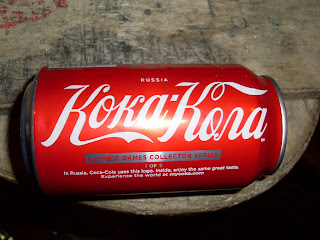 RUSSIA
Кока-Кола
OLYMPIC GAMES COLLECTOR SERIES
1 OF 6
In Russia, Coca-Cola uses this logo. Inside, enjoy the same great taste.
Experience the world at mycoke.com